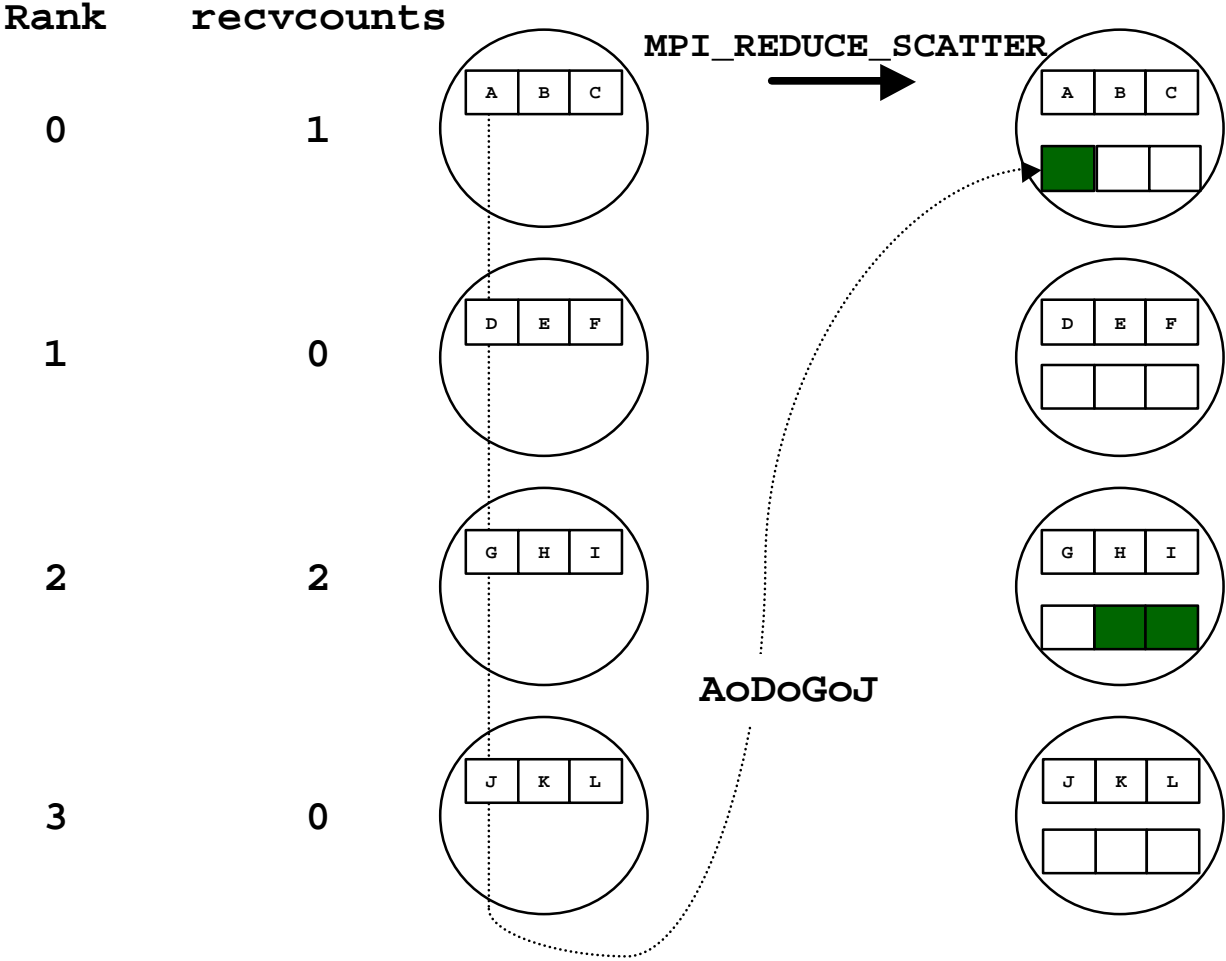 Rank recvcounts
MPI_REDUCE_SCATTER
A B C
A B C
0 1
D E F
D E F
1 0
G H I
G H I
2 2
AoDoGoJ
J K L
J K L
3 0